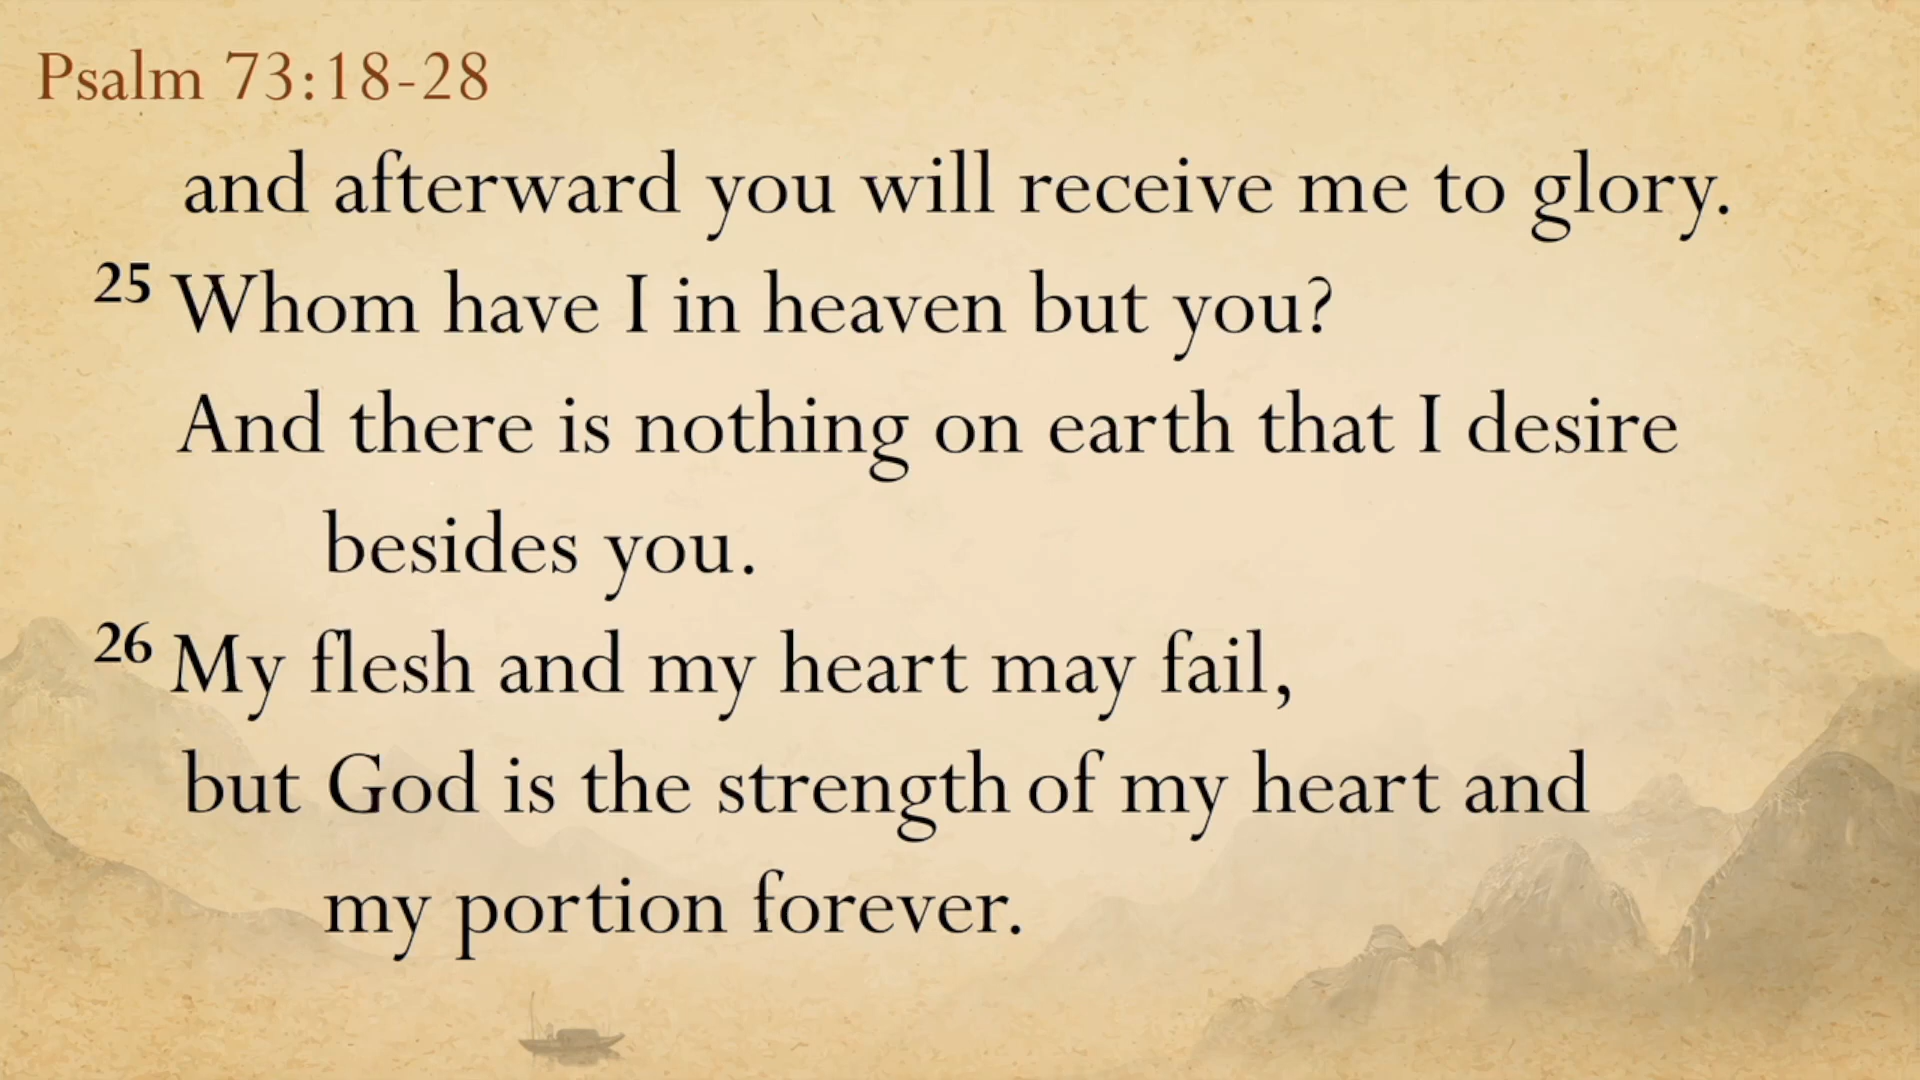 Psalm 73:18-28
and afterward you will receive me to glory.
25 Whom have I in heaven but you?
And there is nothing on earth that I desire
besides you.
26 My flesh and my heart may fail,
but God is the strength of my heart and
my portion forever.